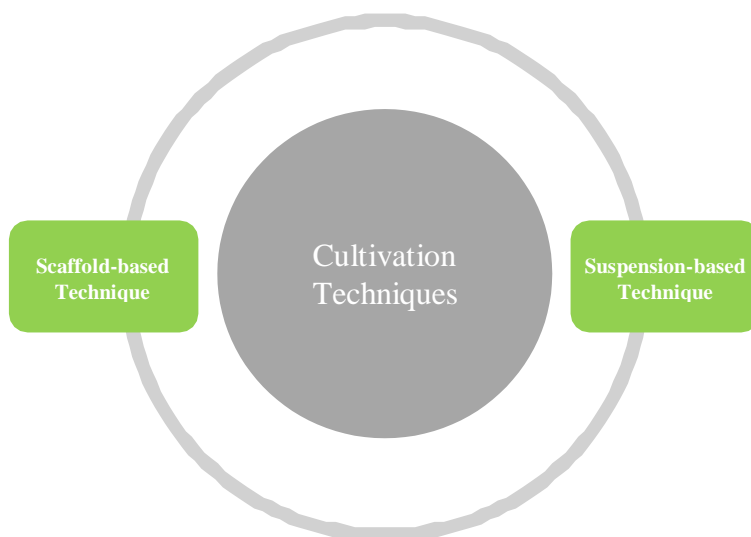 Scaffold-based
Technique
Cultivation
Techniques
Suspension-based
Technique